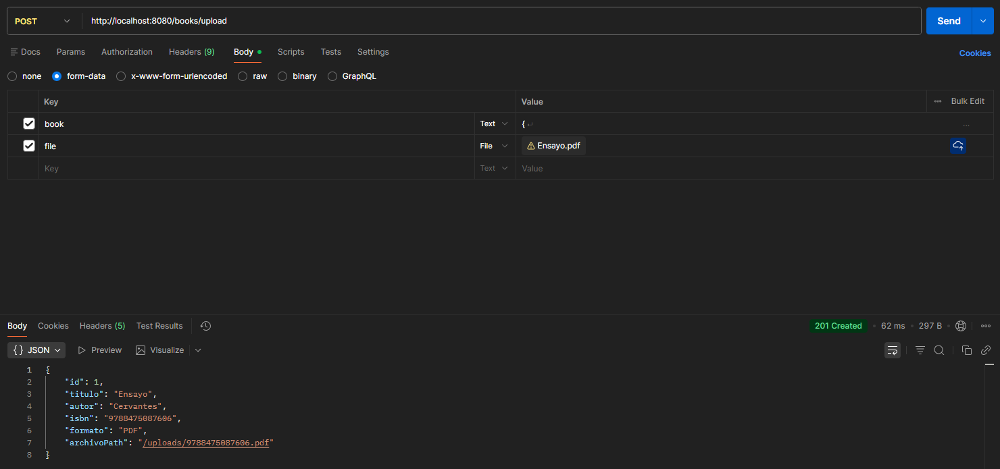 POST http://localhost:8080/books/upload Send
Docs Params Authorization Headers (9) Body Scripts Tests Settings Cookies
none form-data x-www-form-urlencoded raw binary GraphQL
Key Value Bulk Edit
book Text { ↵ ...
file File Ensayo.pdf
Key Text Value
Body Cookies Headers (5) Test Results 201 Created • 62 ms • 297 B •
{} JSON Preview Visualize
1 {
2 "id": 1,
3 "titulo": "Ensayo",
4 "autor": "Cervantes",
5 "isbn": "9788475087606",
6 "formato": "PDF",
7 "archivoPath": "/uploads/9788475087606.pdf"
8 }